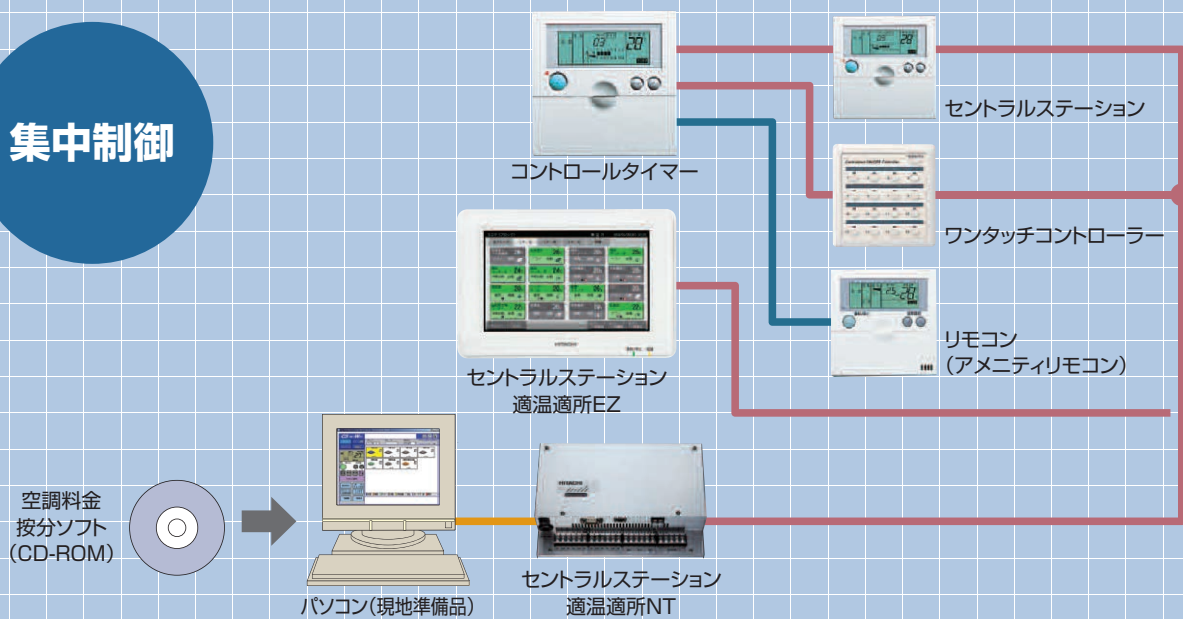 集中制御
コントロールタイマー
セントラルステーション
ワンタッチコントローラー
リモコン
(アメニティリモコン)
HITACHI
セントラルステーション
適温適所EZ
空調料金
按分ソフト
(CD-ROM)
パソコン(現地準備品)
HITACHI
セントラルステーション
適温適所NT